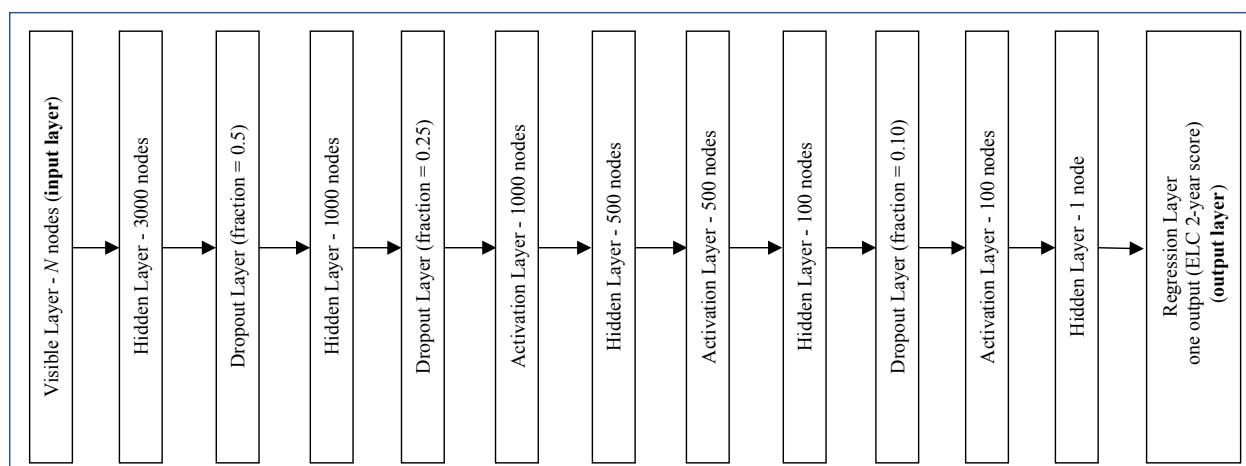 Visible Layer - N nodes (input layer)
Hidden Layer - 3000 nodes
Dropout Layer (fraction = 0.5)
Hidden Layer - 1000 nodes
Dropout Layer (fraction = 0.25)
Activation Layer - 1000 nodes
Hidden Layer - 500 nodes
Activation Layer - 500 nodes
Hidden Layer - 100 nodes
Dropout Layer (fraction = 0.10)
Activation Layer - 100 nodes
Hidden Layer - 1 node
Regression Layer
one output (ELC 2-year score)
(output layer)